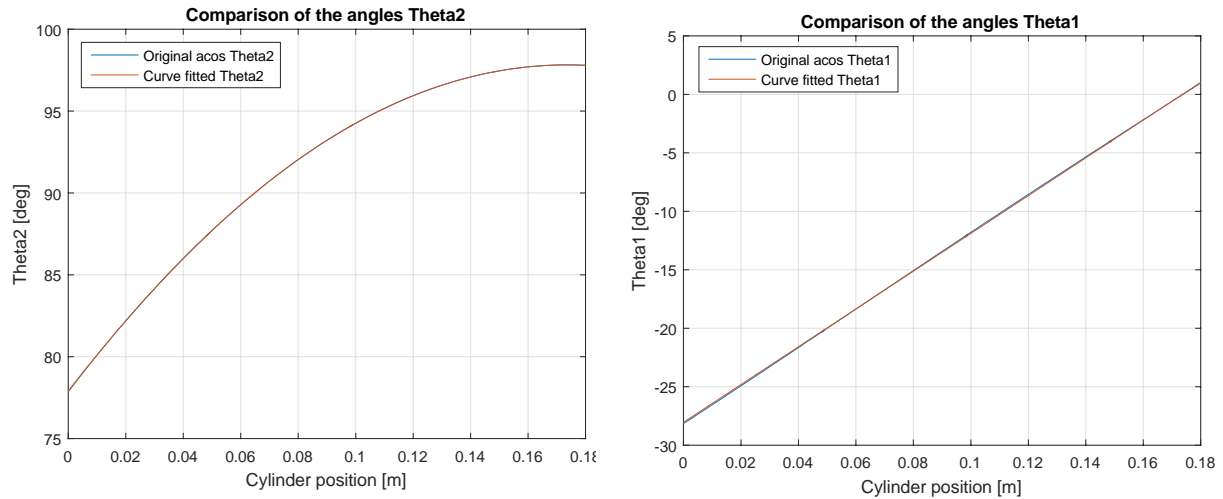 Comparison of the angles Theta2
Original acos Theta2
Curve fitted Theta2
100
95
90
85
80
75
Theta2 [deg]
0 0.02 0.04 0.06 0.08 0.1 0.12 0.14 0.16 0.18
Cylinder position [m]
Comparison of the angles Theta1
Original acos Theta1
Curve fitted Theta1
5
0
-5
-10
-15
-20
-25
-30
Theta1 [deg]
0 0.02 0.04 0.06 0.08 0.1 0.12 0.14 0.16 0.18
Cylinder position [m]